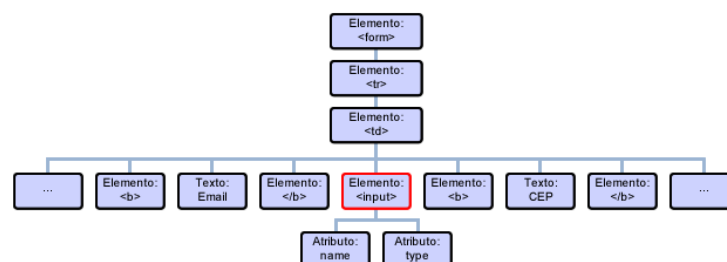 Elemento:
<form>
Elemento:
<tr>
Elemento:
<td>
...
Elemento:
<b>
Texto:
Email
Elemento:
</b>
Elemento:
<input>
Elemento:
<b>
Texto:
CEP
Elemento:
</b>
...
Atributo:
name
Atributo:
type